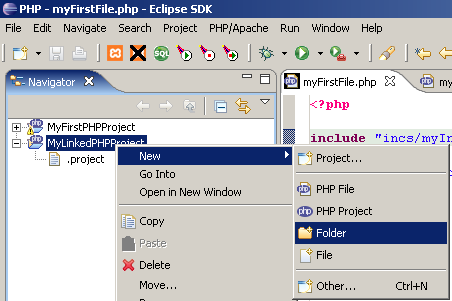 PHP - myFirstFile.php - Eclipse SDK
File Edit Navigate Search Project PHP/Apache Run Window Help
SQL
Navigator
myFirstFile.php
my
<?php
include "incs/myIn
MyFirstPHPProject
MyLinkedPHPProject
.project
New
Go Into
Open in New Window
Copy
Paste
Delete
Move...
Project...
PHP File
PHP Project
Folder
File
Other... Ctrl+N